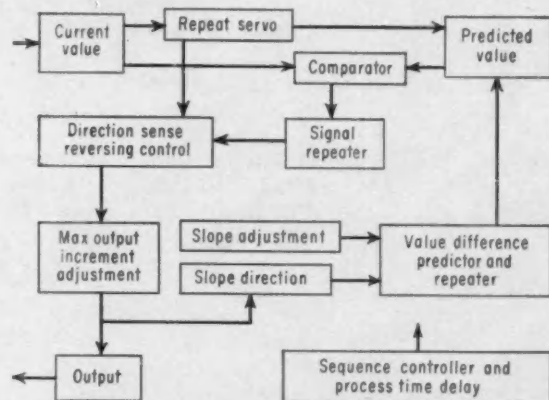 Current
value
Repeat servo
Predicted
value
Comparator
Direction sense
reversing control
Signal
repeater
Max output
increment
adjustment
Slope adjustment
Slope direction
Value difference
predictor and
repeater
Output
Sequence controller and
process time delay